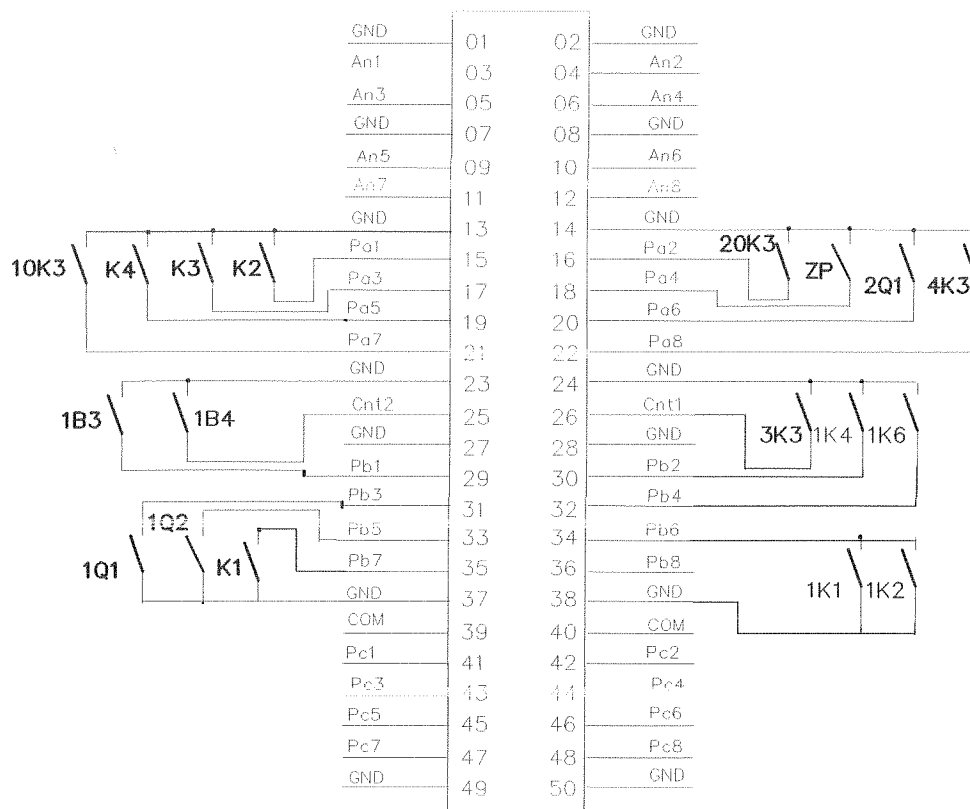 GND 01 02 GND
An1 03 04 An2
An3 05 06 An4
GND 07 08 GND
An5 09 10 An6
An7 11 12 An8
GND 13 14 GND
10K3 K4 K3 K2 Pa1 15 16 Pa2 20K3 ZP 2Q1 4K3
Pa3 17 18 Pa4
Pa5 19 20 Pa6
Pa7 21 22 Pa8
GND 23 24 GND
1B3 1B4 Cnt2 25 26 Cnt1 3K3 1K4 1K6
GND 27 28 GND
Pb1 29 30 Pb2
Pb3 31 32 Pb4
1Q2 Pb5 33 34 Pb6
1Q1 K1 Pb7 35 36 Pb8 1K1 1K2
GND 37 38 GND
COM 39 40 COM
Pc1 41 42 Pc2
Pc3 43 44 Pc4
Pc5 45 46 Pc6
Pc7 47 48 Pc8
GND 49 50 GND